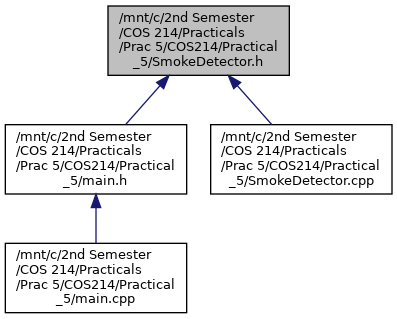 /mnt/c/2nd Semester
/COS 214/Practicals
/Prac 5/COS214/Practical
_5/SmokeDetector.h
/mnt/c/2nd Semester
/COS 214/Practicals
/Prac 5/COS214/Practical
_5/main.h
/mnt/c/2nd Semester
/COS 214/Practicals
/Prac 5/COS214/Practical
_5/SmokeDetector.cpp
/mnt/c/2nd Semester
/COS 214/Practicals
/Prac 5/COS214/Practical
_5/main.cpp